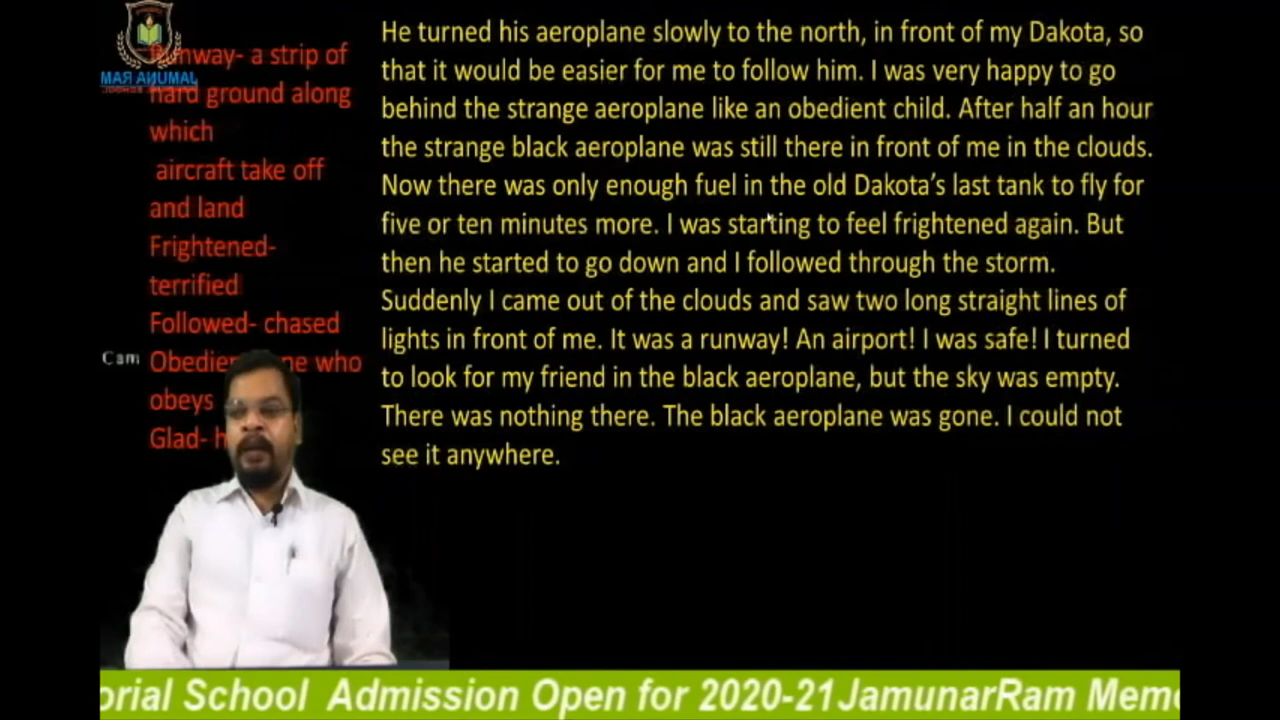 Runway- a strip of
hard ground along
which
aircraft take off
and land
Frightened-
terrified
Followed- chased
who
obeys
Glad-
He turned his aeroplane slowly to the north, in front of my Dakota, so
that it would be easier for me to follow him. I was very happy to go
behind the strange aeroplane like an obedient child. After half an hour
the strange black aeroplane was still there in front of me in the clouds.
Now there was only enough fuel in the old Dakota's last tank to fly for
five or ten minutes more. I was starting to feel frightened again. But
then he started to go down and I followed through the storm.
Suddenly I came out of the clouds and saw two long straight lines of
lights in front of me. It was a runway! An airport! I was safe! I turned
to look for my friend in the black aeroplane, but the sky was empty.
There was nothing there. The black aeroplane was gone. I could not
see it anywhere.
Cam
orial School Admission Open for 2020-21 JamunarRam Meme